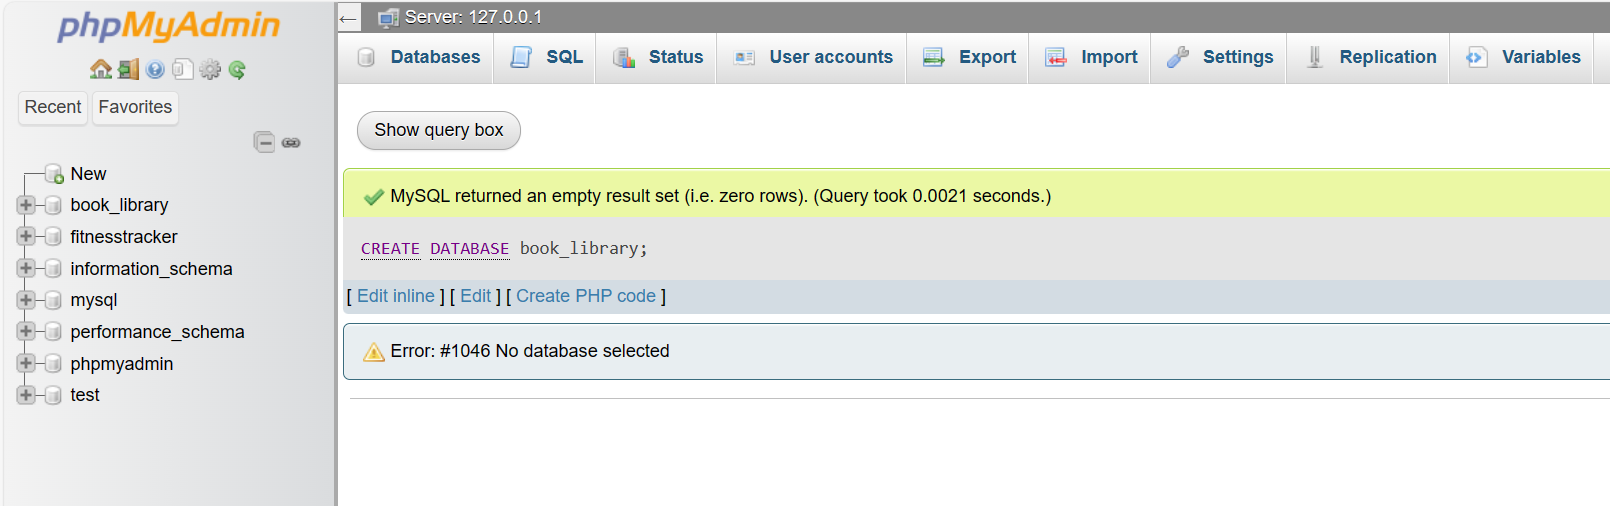 phpMyAdmin
Recent Favorites
New
book_library
fitnesstracker
information_schema
mysql
performance_schema
phpmyadmin
test
Server: 127.0.0.1
Databases SQL Status User accounts Export Import Settings Replication Variables
Show query box
MySQL returned an empty result set (i.e. zero rows). (Query took 0.0021 seconds.)
CREATE DATABASE book_library;
[ Edit inline ] [ Edit ] [ Create PHP code ]
Error: #1046 No database selected